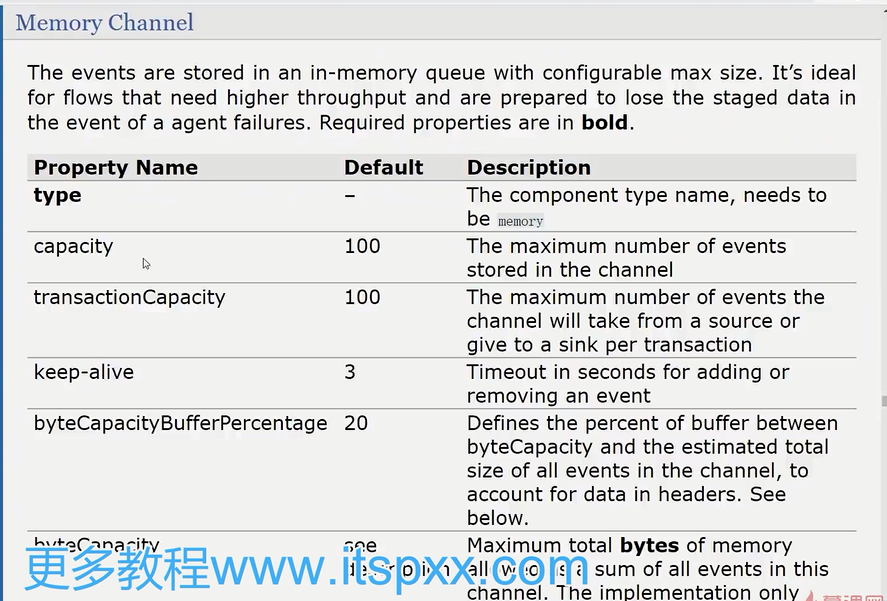 Memory Channel
The events are stored in an in-memory queue with configurable max size. It’s ideal
for flows that need higher throughput and are prepared to lose the staged data in
the event of a agent failures. Required properties are in bold.
Property Name Default Description
type – The component type name, needs to
be memory
capacity 100 The maximum number of events
stored in the channel
transactionCapacity 100 The maximum number of events the
channel will take from a source or
give to a sink per transaction
keep-alive 3 Timeout in seconds for adding or
removing an event
byteCapacityBufferPercentage 20 Defines the percent of buffer between
byteCapacity and the estimated total
size of all events in the channel, to
account for data in headers. See
below.
byteCapacity see Maximum total bytes of memory
description allowed as a sum of all events in this
channel. The implementation only
更多教程www.itspxx.com